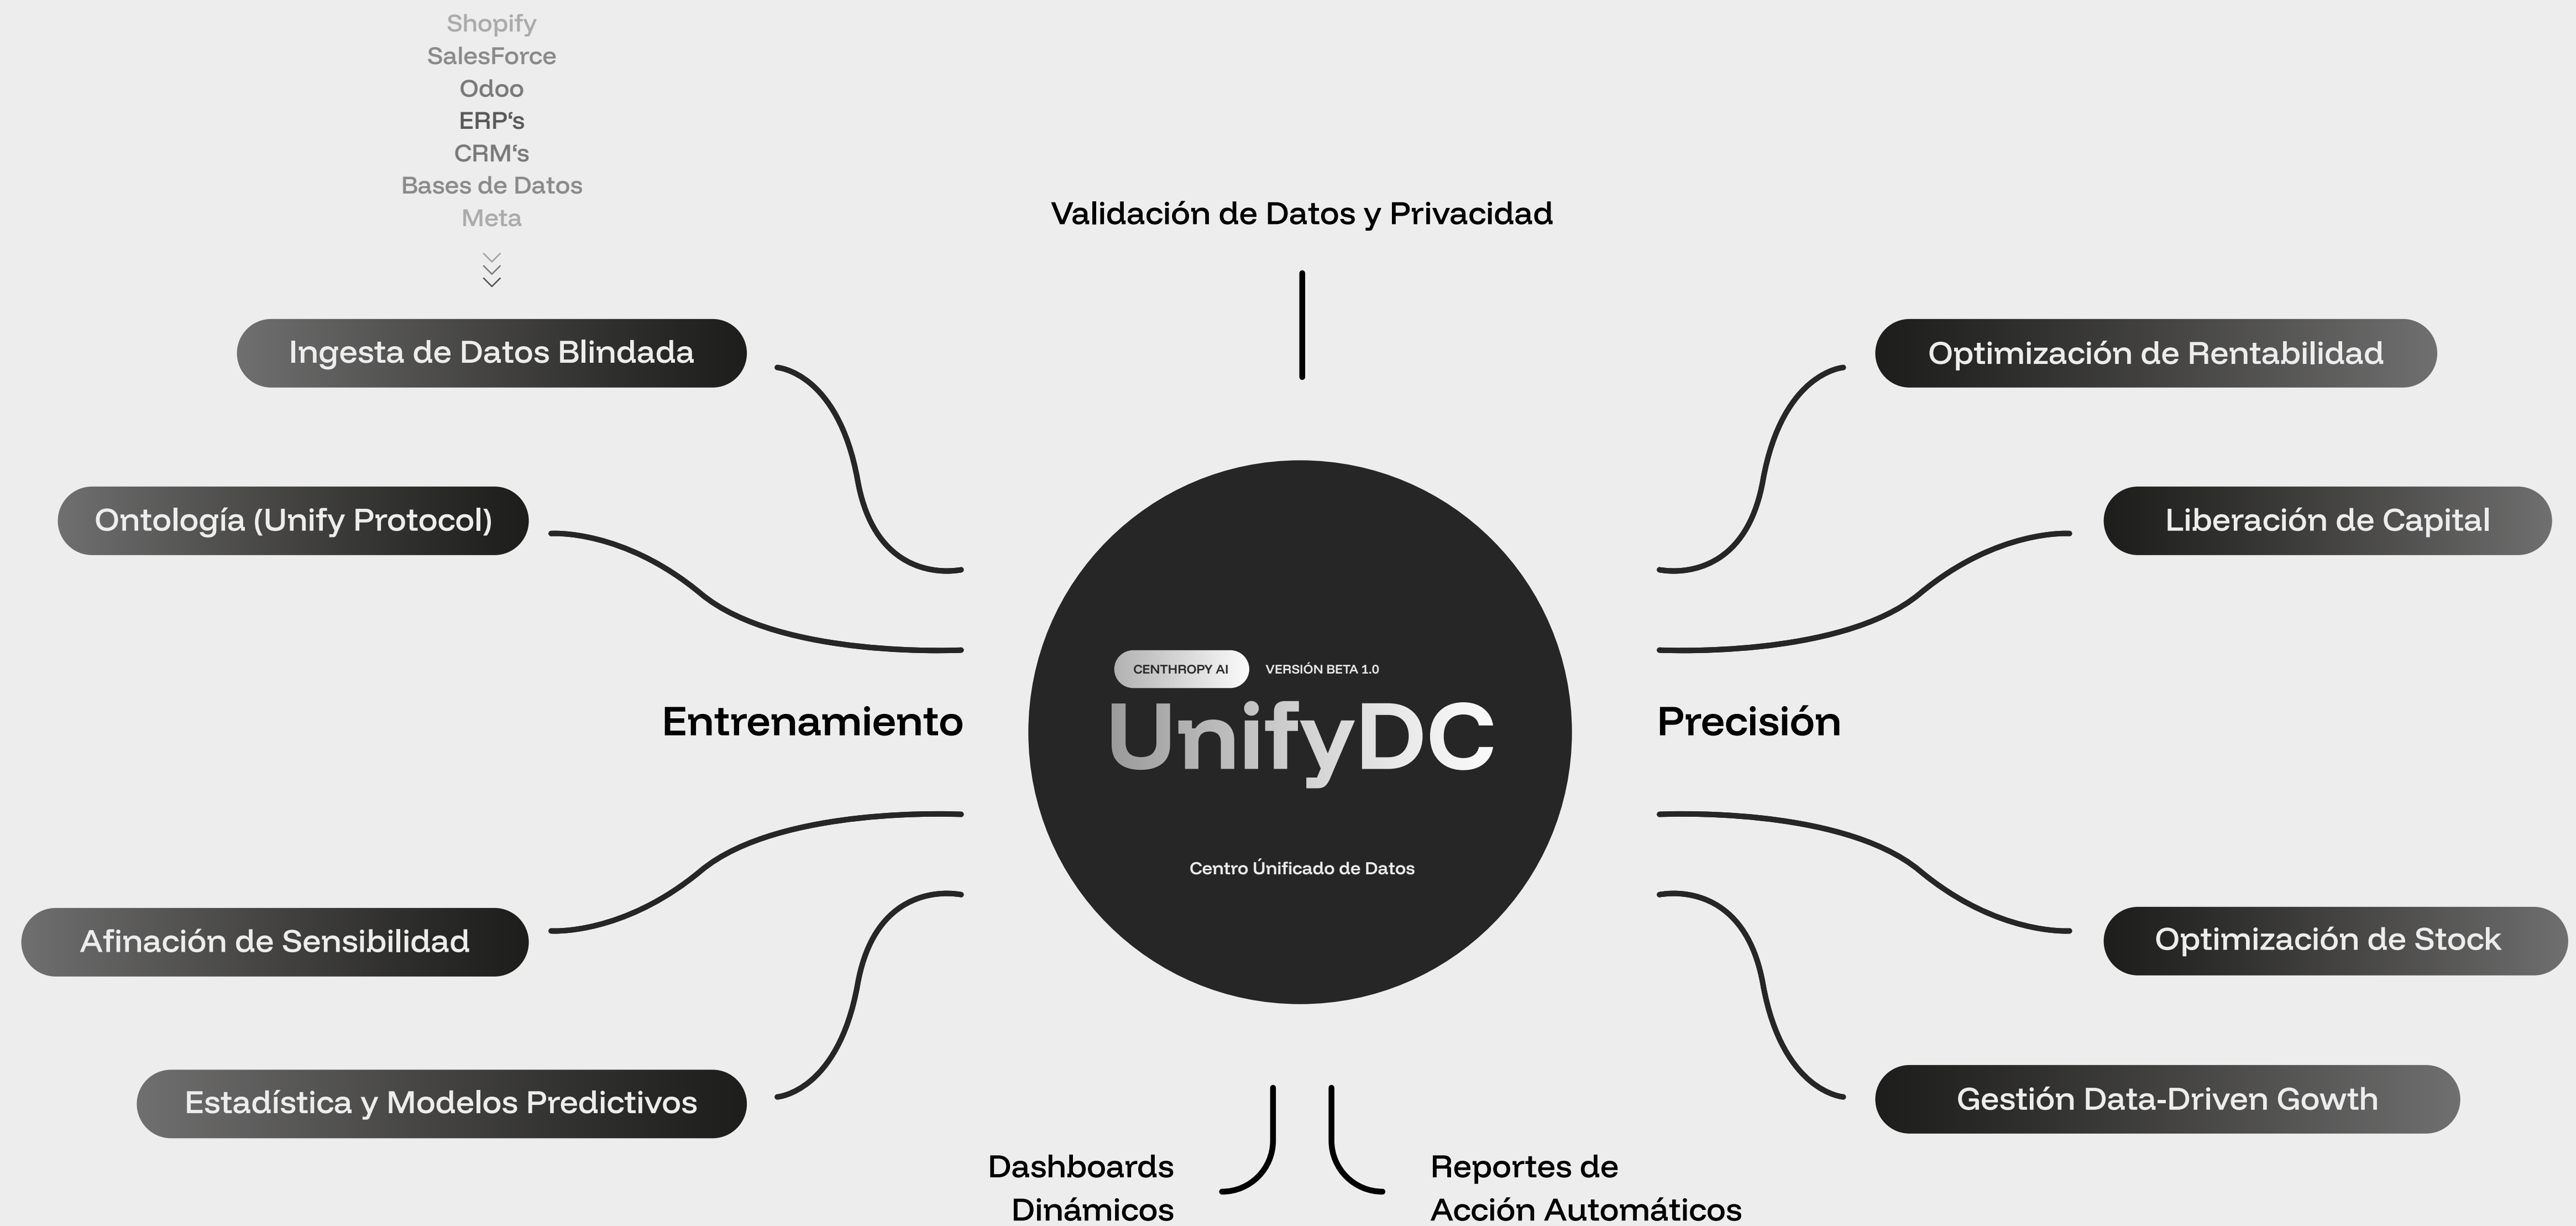 Shopify
SalesForce
Odoo
ERP‘s
CRM‘s
Bases de Datos
Meta
Validación de Datos y Privacidad
Ingesta de Datos Blindada
Optimización de Rentabilidad
Ontología (Unify Protocol)
Liberación de Capital
CENTHROPY AI
VERSIÓN BETA 1.0
UnifyDC
Entrenamiento
Precisión
Centro Únificado de Datos
Afinación de Sensibilidad
Optimización de Stock
Estadística y Modelos Predictivos
Gestión Data-Driven Gowth
Dashboards
Dinámicos
Reportes de
Acción Automáticos